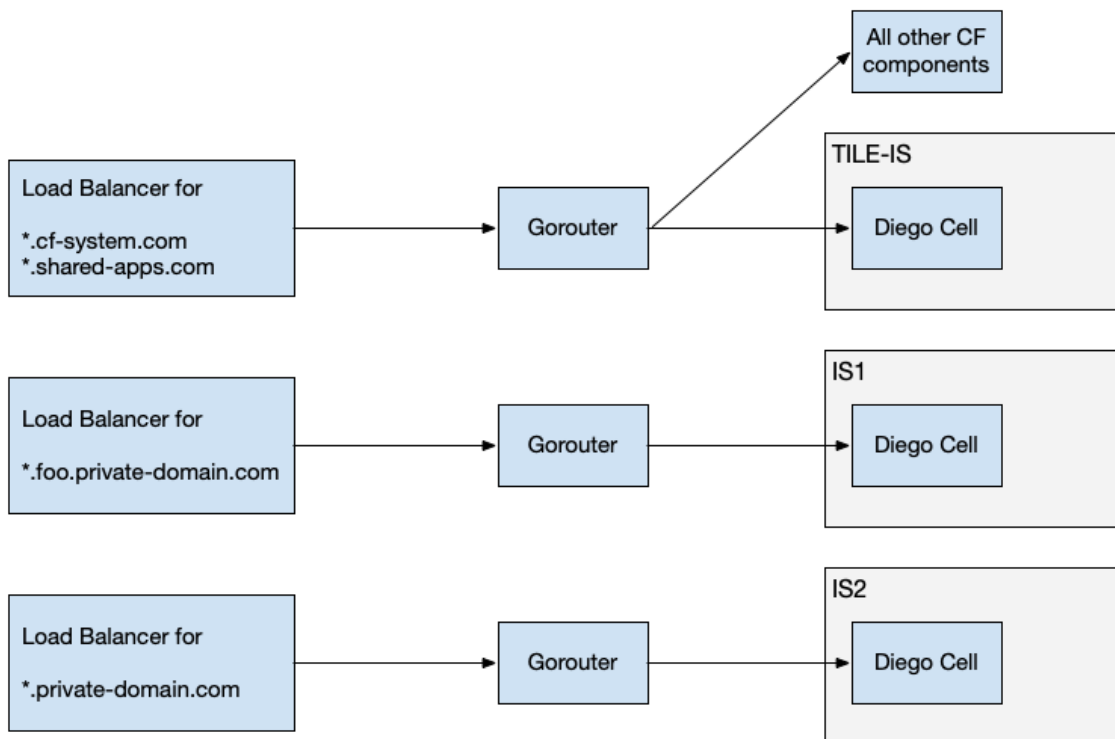 All other CF
components
TILE-IS
Load Balancer for
*.cf-system.com
*.shared-apps.com
Gorouter
Diego Cell
IS1
Load Balancer for
*.foo.private-domain.com
Gorouter
Diego Cell
IS2
Load Balancer for
*.private-domain.com
Gorouter
Diego Cell